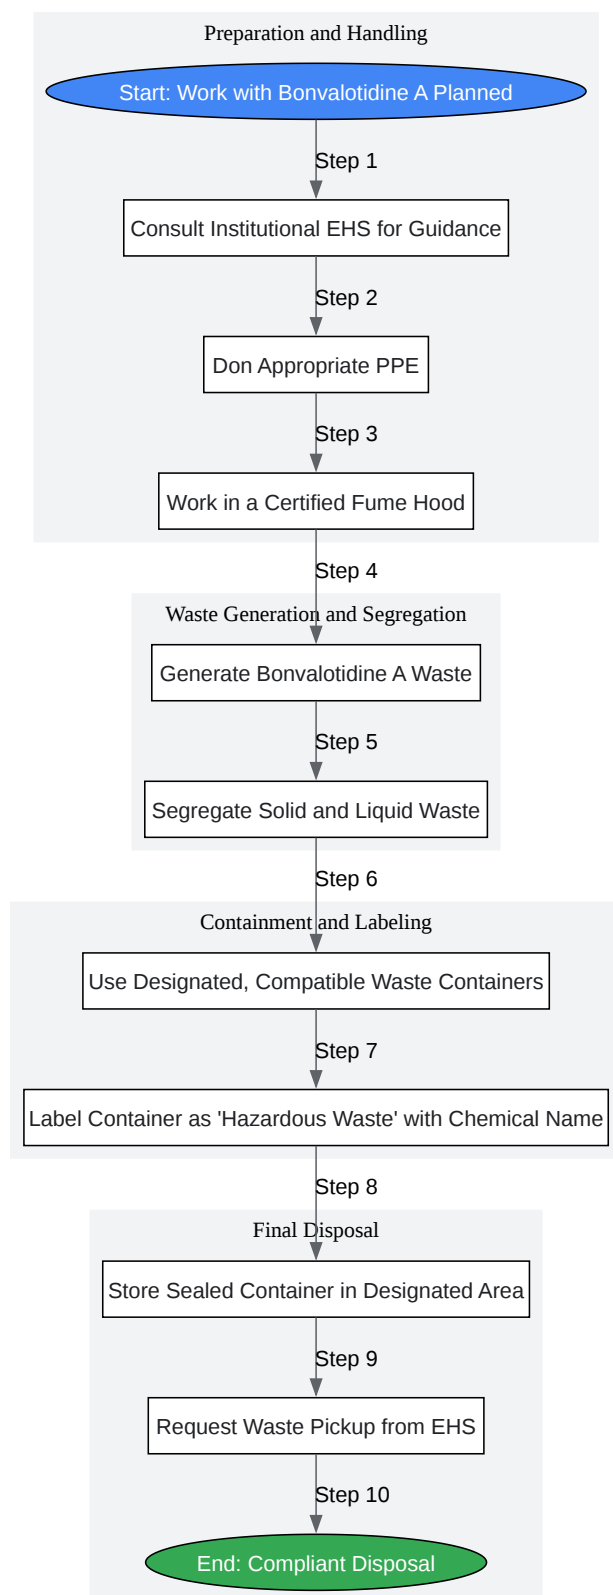 Preparation and Handling
Start: Work with Bonvalotidine A Planned
Step 1
Consult Institutional EHS for Guidance
Step 2
Don Appropriate PPE
Step 3
Work in a Certified Fume Hood
Step 4
Waste Generation and Segregation
Generate Bonvalotidine A Waste
Step 5
Segregate Solid and Liquid Waste
Step 6
Containment and Labeling
Use Designated, Compatible Waste Containers
Step 7
Label Container as 'Hazardous Waste' with Chemical Name
Step 8
Final Disposal
Store Sealed Container in Designated Area
Step 9
Request Waste Pickup from EHS
Step 10
End: Compliant Disposal